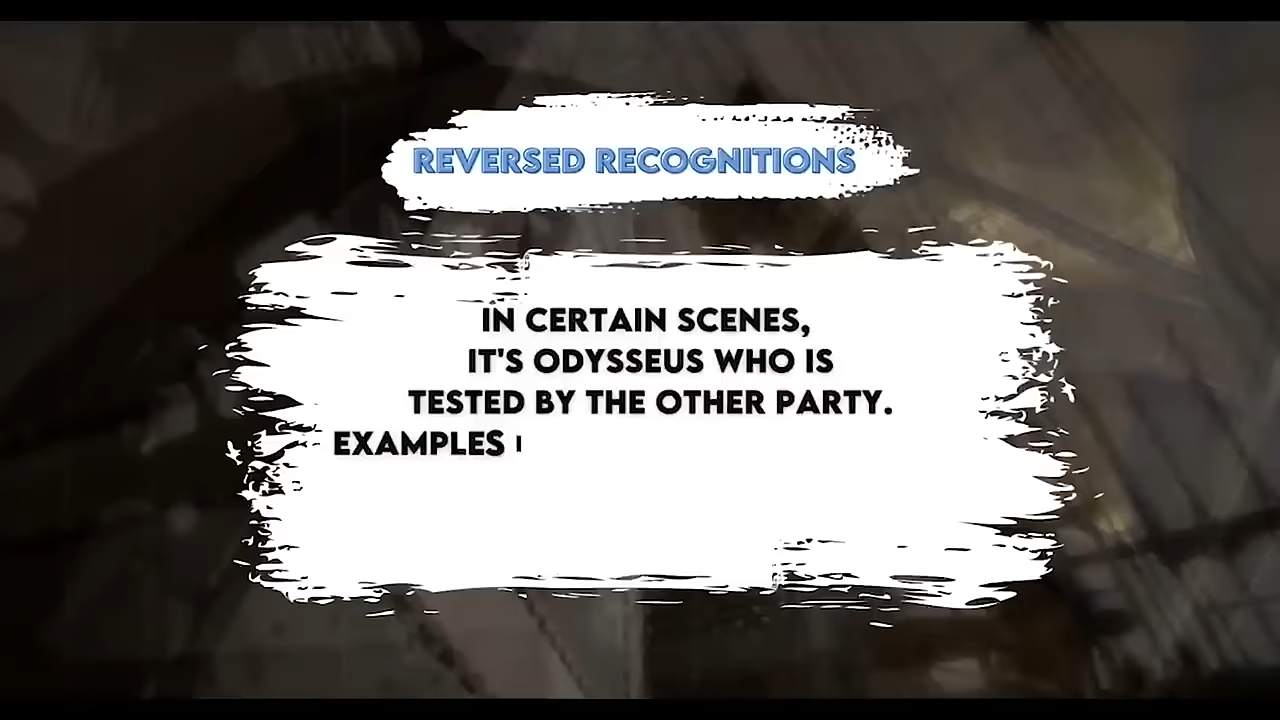 REVERSED RECOGNITIONS
IN CERTAIN SCENES,
IT'S ODYSSEUS WHO IS
TESTED BY THE OTHER PARTY.
EXAMPLES